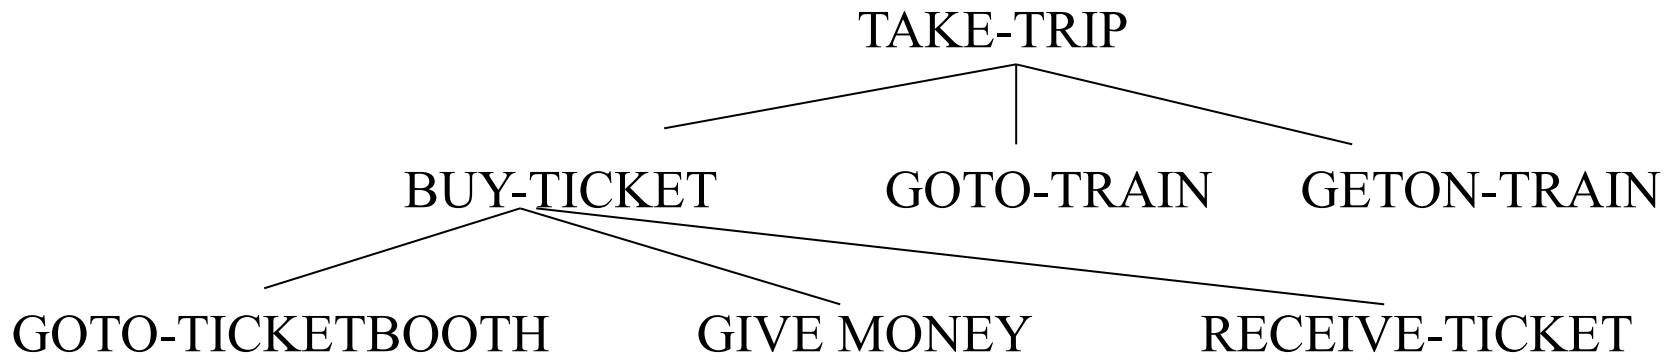 TAKE-TRIP
BUY-TICKET GOTO-TRAIN GETON-TRAIN
GOTO-TICKETBOOTH GIVE MONEY RECEIVE-TICKET